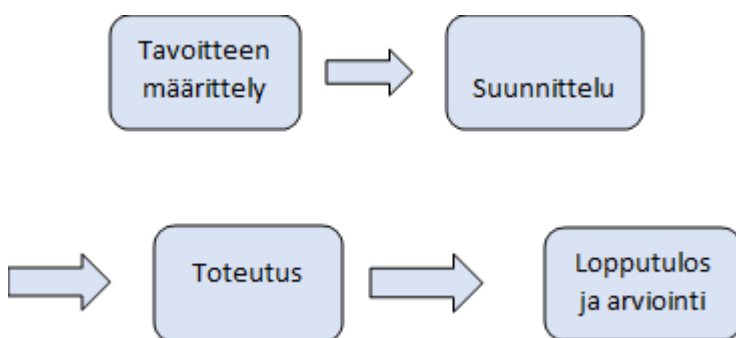 Tavoitteen
määrittely
Suunnittelu
Toteutus
Lopputulos
ja arviointi